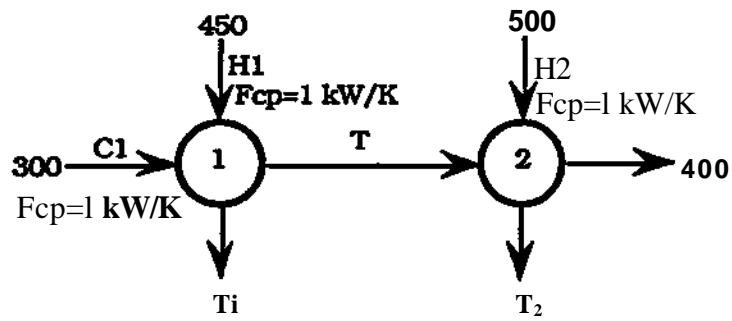 450
500
H1
H2
Fcp=1 kW/K
Fcp=l kW/K
C1
300
1
T
2
400
Fcp=l kW/K
Ti
T₂